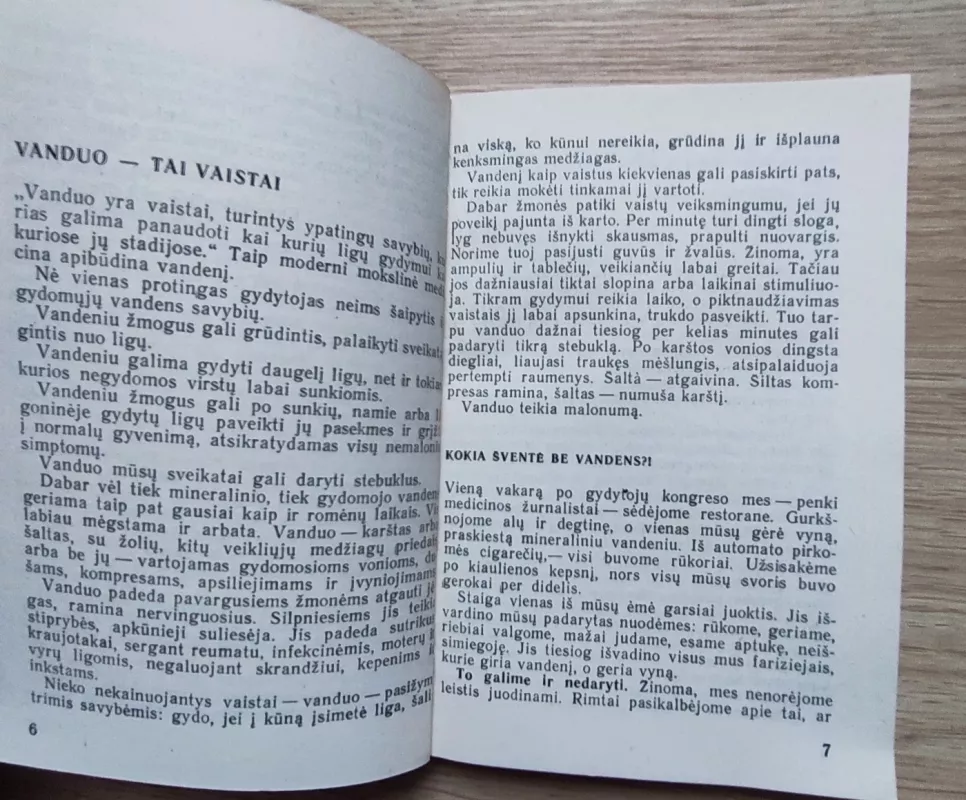 VANDUO — TAI VAISTAI
„Vanduo yra vaistai, turintys ypatingų savybių,
rias galima panaudoti kai kurių ligų gydymui
kuriose jų stadijose.“ Taip moderni mokslinė
cina apibūdina vandenį.
Nė vienas protingas gydytojas neims šaipytis
gydomųjų vandens savybių.
Vandeniu žmogus gali grūdintis, palaikyti sveikatą
gintis nuo ligų.
Vandeniu galima gydyti daugelį ligų, net ir tokias
kurios negydomos virstų labai sunkiomis.
Vandeniu žmogus gali po sunkių, namie arba
goninėje gydytų ligų paveikti jų pasekmes ir
į normalų gyvenimą, atsikratydamas visų
simptomų.
Vanduo mūsų sveikatai gali daryti stebuklus.
Dabar vėl tiek mineralinio, tiek gydomojo
geriama taip pat gausiai kaip ir romėnų laikais.
labiau mėgstama ir arbata. Vanduo — karštas arba
šaltas, su žolių, kitų veikliųjų medžiagų
arba be jų — vartojamas gydomosioms vonioms,
šams, kompresams, apsiliejimams ir įvyniojimams
Vanduo padeda pavargusiems žmonėms atgauti
gas, ramina nervinguosius. Silpniesiems jis teikia
stiprybės, apkūnieji suliesėja. Jis padeda sutrikus
kraujotakai, sergant reumatu, infekcinėmis, moterų
vyrų ligomis, negaluojant skrandžiui, kepenims
inkstams.
Nieko nekainuojantys vaistai — vanduo —
trimis savybėmis: gydo, jei į kūną įsimetė liga,
6
na viską, ko kūnui nereikia, grūdina jį ir išplauna
kenksmingas medžiagas.
Vandenį kaip vaistus kiekvienas gali pasiskirti pats,
tik reikia mokėti tinkamai jį vartoti.
Dabar žmonės patiki vaistų veiksmingumu, jei jų
poveikį pajunta iš karto. Per minutę turi dingti sloga,
lyg nebuvęs išnykti skausmas, prapulti nuovargis.
Norime tuoj pasijusti guvūs ir žvalūs. Žinoma, yra
ampulių ir tablečių, veikiančių labai greitai. Tačiau
jos dažniausiai tiktai slopina arba laikinai stimuliuo-
ja. Tikram gydymui reikia laiko, o piktnaudžiavimas
vaistais jį labai apsunkina, trukdo pasveikti. Tuo tar-
pu vanduo dažnai tiesiog per kelias minutes gali
padaryti tikrą stebuklą. Po karštos vonios dingsta
diegliai, liaujasi traukęs mėšlungis, atsipalaiduoja
pertempti raumenys. Šalta — atgaivina. Šiltas kom-
presas ramina, šaltas — numuša karštį.
Vanduo teikia malonumą.
KOKIA ŠVENTĖ BE VANDENS?!
Vieną vakarą po gydytojų kongreso mes — penki
medicinos žurnalistai — sėdėjome restorane. Gurkš-
nojome alų ir degtinę, o vienas mūsų gėrė vyną,
praskiestą mineraliniu vandeniu. Iš automato pirko-
mės cigarečių,— visi buvome rūkoriai. Užsisakėme
po kiaulienos kepsnį, nors visų mūsų svoris buvo
gerokai per didelis.
Staiga vienas iš mūsų ėmė garsiai juoktis. Jis iš-
vardino mūsų padarytas nuodėmes: rūkome, geriame,
riebiai valgome, mažai judame, esame aptukę, neiš-
simiegoję. Jis tiesiog išvadino visus mus fariziejais,
kurie giria vandenį, o geria vyną.
To galime ir nedaryti. Žinoma, mes nenorėjome
leistis juodinami. Rimtai pasikalbėjome apie tai, ar
7